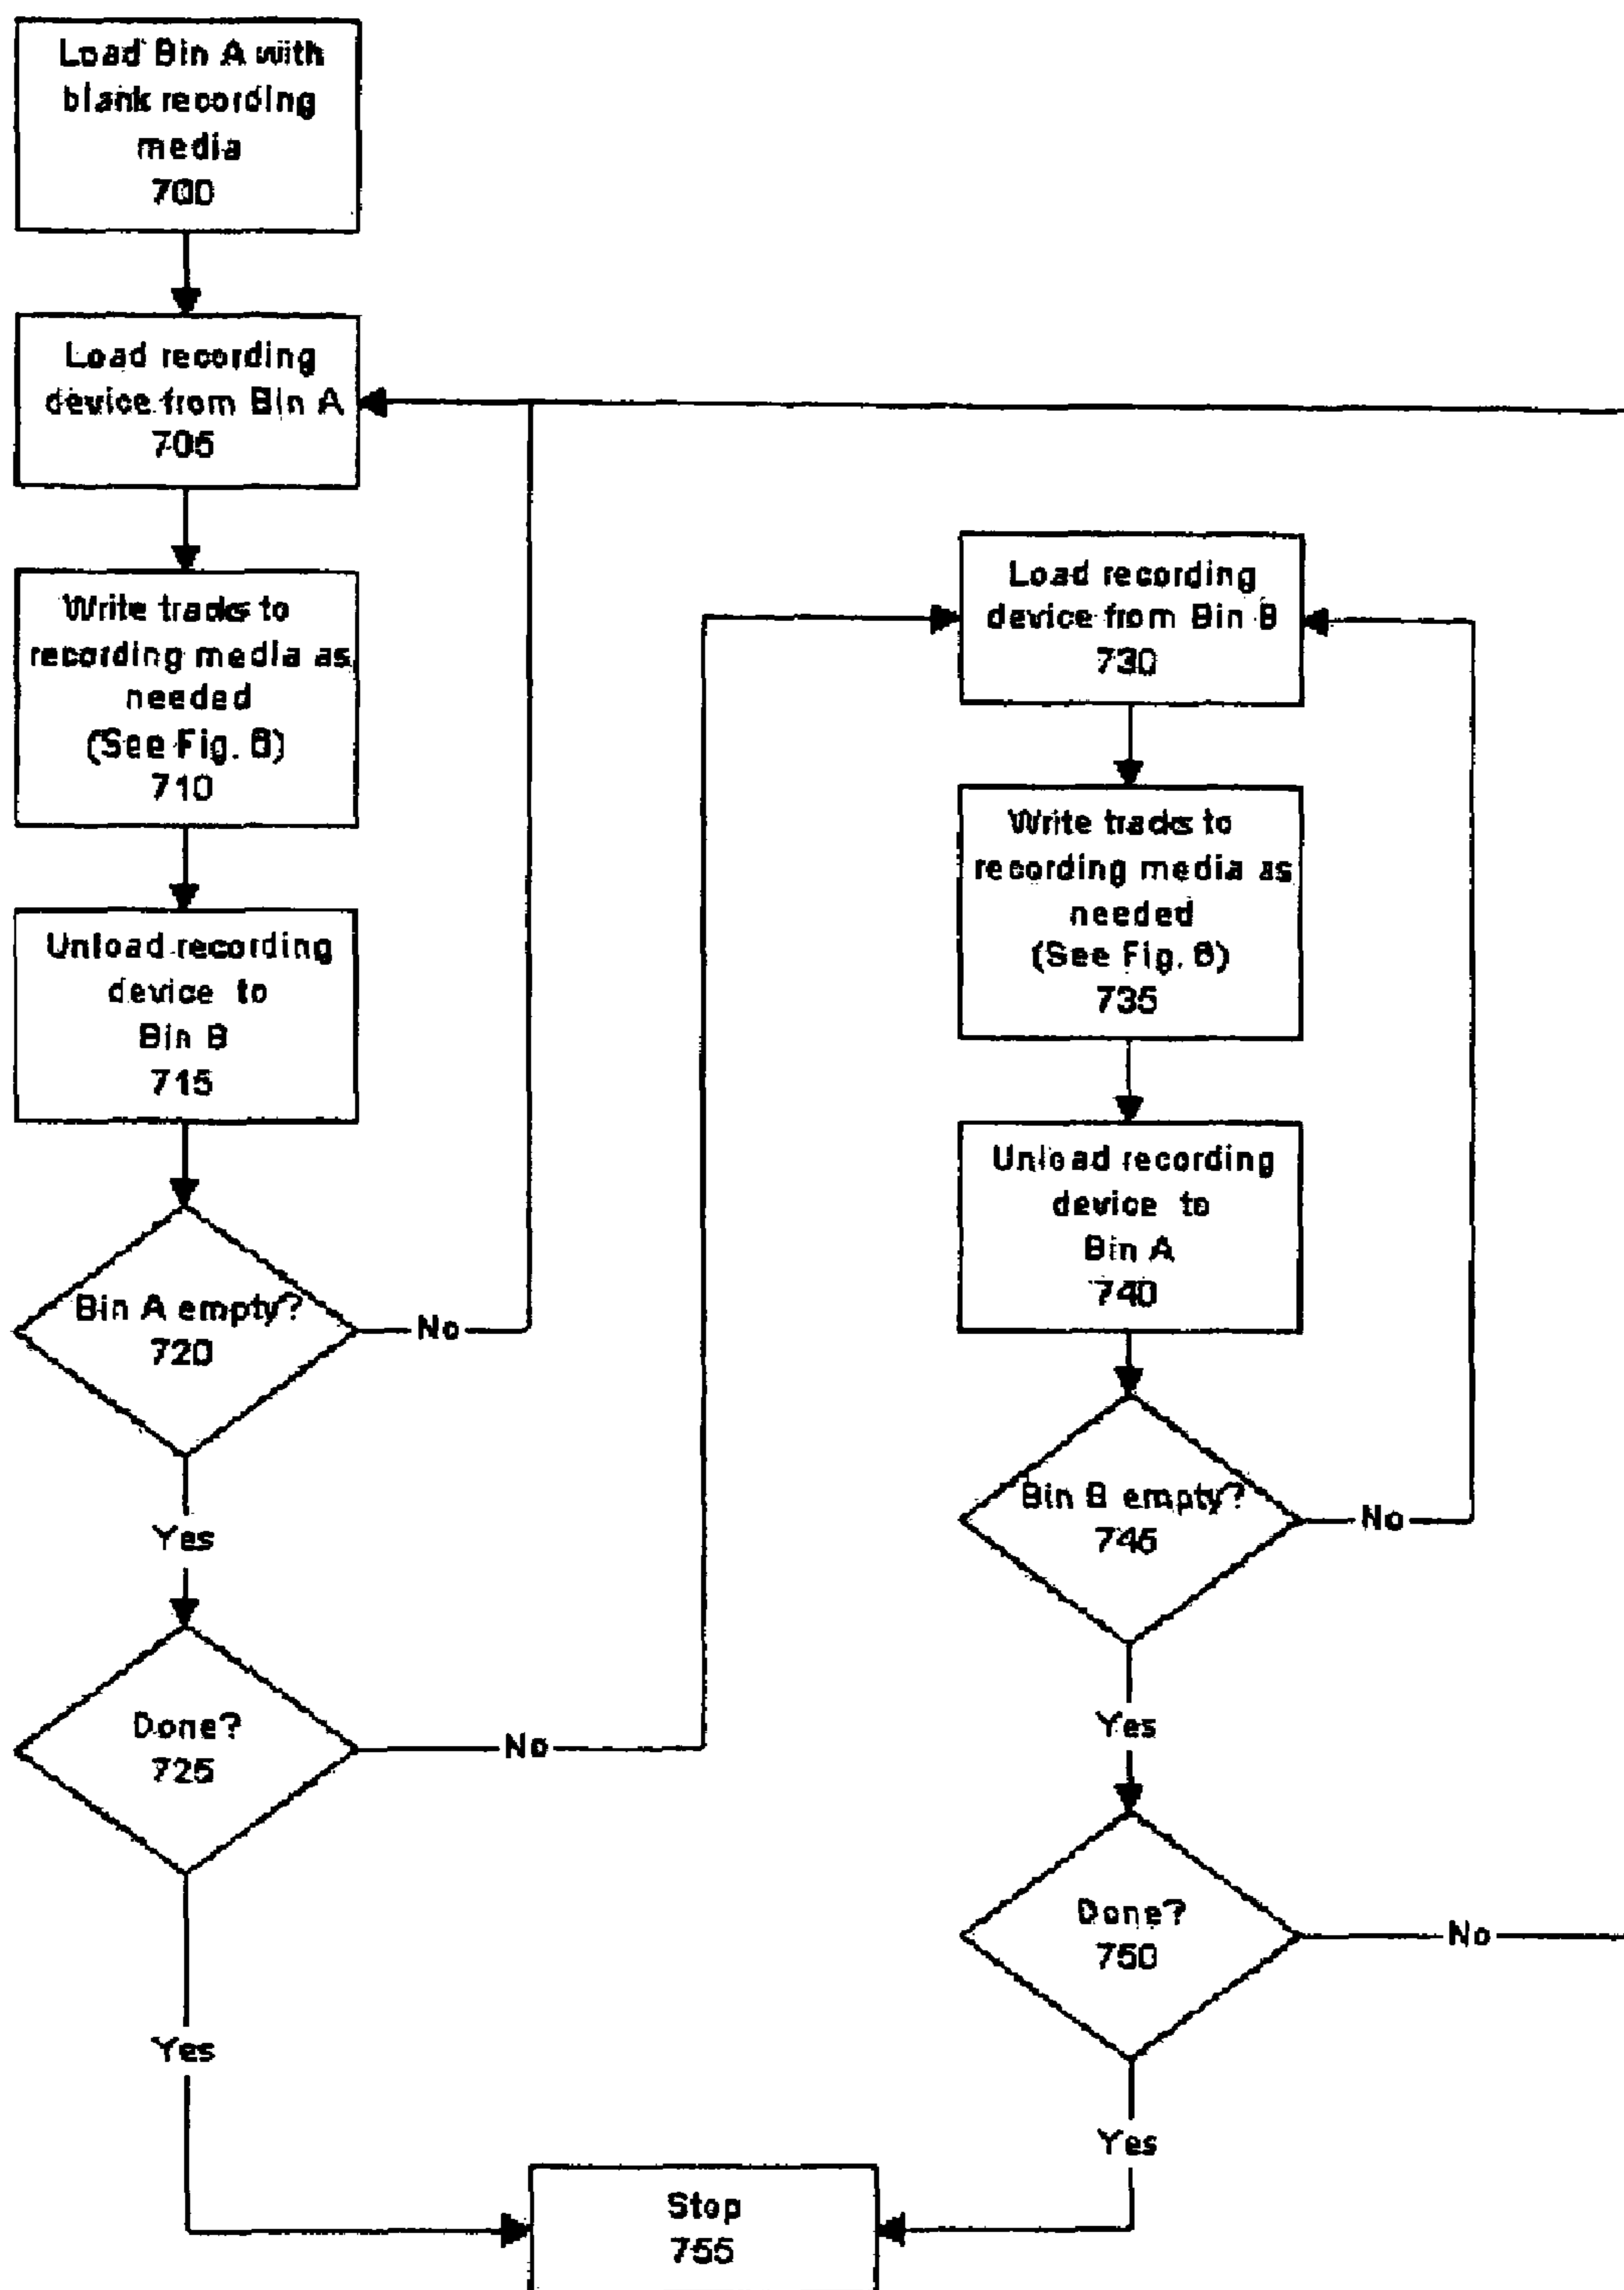 Load Bin A with
blank recording
media
700
Load recording
device from Bin A
705
Write tracks to
recording media as
needed
(See Fig. 8)
710
Unload recording
device to
Bin B
715
Bin A empty?
720
No
Yes
Done?
725
No
Yes
Load recording
device from Bin B
730
Write tracks to
recording media as
needed
(See Fig. 8)
735
Unload recording
device to
Bin A
740
Bin B empty?
745
No
Yes
Done?
750
No
Yes
Stop
755